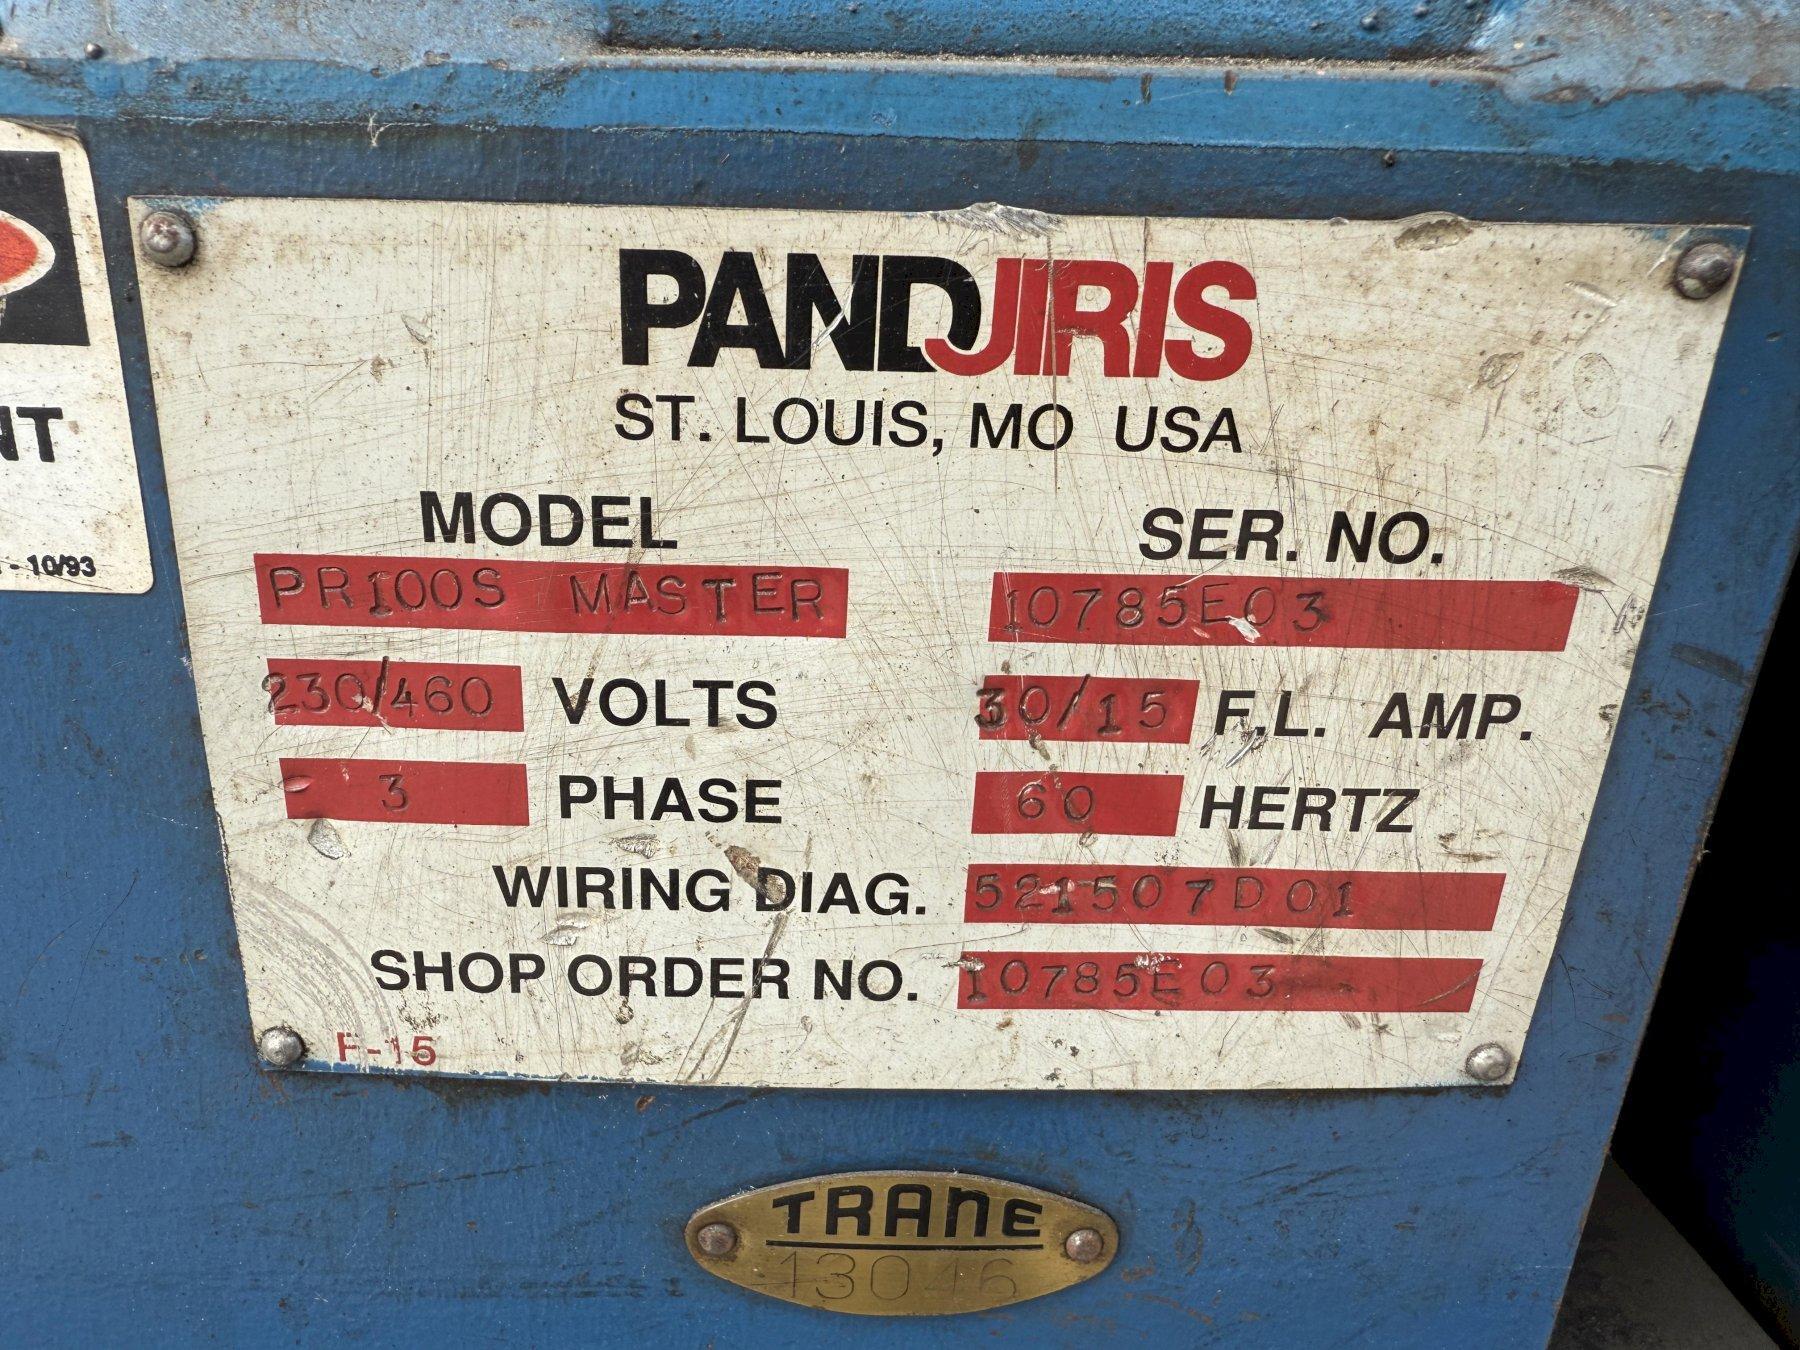 PANDJIRIS
ST. LOUIS, MO USA
MODEL SER. NO.
PR100S MASTER 10785E03
230/460 VOLTS 30/15 F.L. AMP.
3 PHASE 60 HERTZ
WIRING DIAG. 521507D01
SHOP ORDER NO. 10785E03
F-15
NT
- 10/93
TRANE
13046